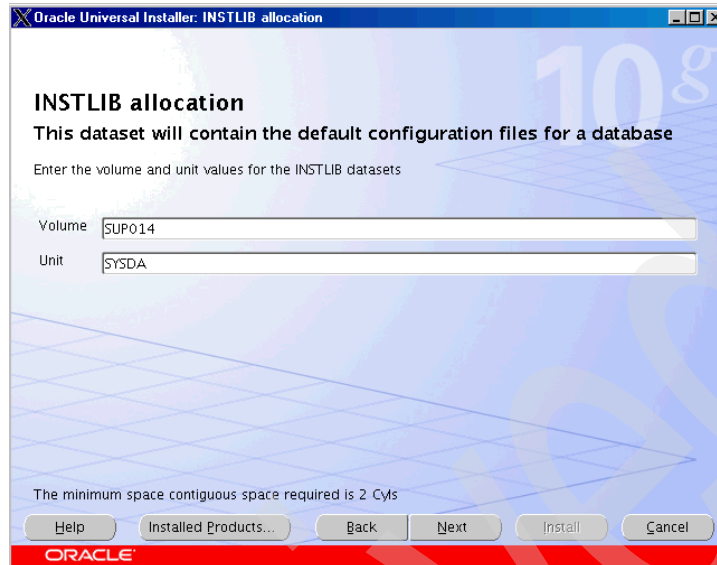 Oracle Universal Installer: INSTLIB allocation
10g
INSTLIB allocation
This dataset will contain the default configuration files for a database
Enter the volume and unit values for the INSTLIB datasets
Volume SUP014
Unit SYSDA
The minimum space contiguous space required is 2 Cyls
Help Installed Products... Back Next Install Cancel
ORACLE